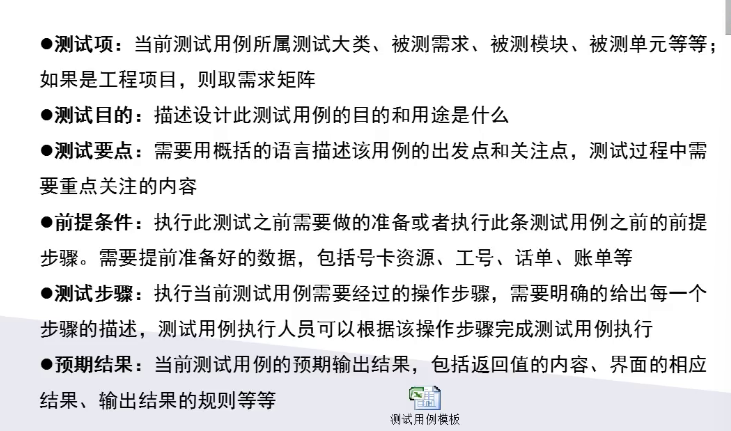 ●测试项：当前测试用例所属测试大类、被测需求、被测模块、被测单元等等；
如果是工程项目，则取需求矩阵
●测试目的：描述设计此测试用例的目的和用途是什么
●测试要点：需要用概括的语言描述该用例的出发点和关注点，测试过程中需
要重点关注的内容
●前提条件：执行此测试之前需要做的准备或者执行此条测试用例之前的前提
步骤。需要提前准备好的数据，包括号卡资源、工号、话单、账单等
●测试步骤：执行当前测试用例需要经过的操作步骤，需要明确的给出每一个
步骤的描述，测试用例执行人员可以根据该操作步骤完成测试用例执行
●预期结果：当前测试用例的预期输出结果，包括返回值的内容、界面的相应
结果、输出结果的规则等等
测试用例模板